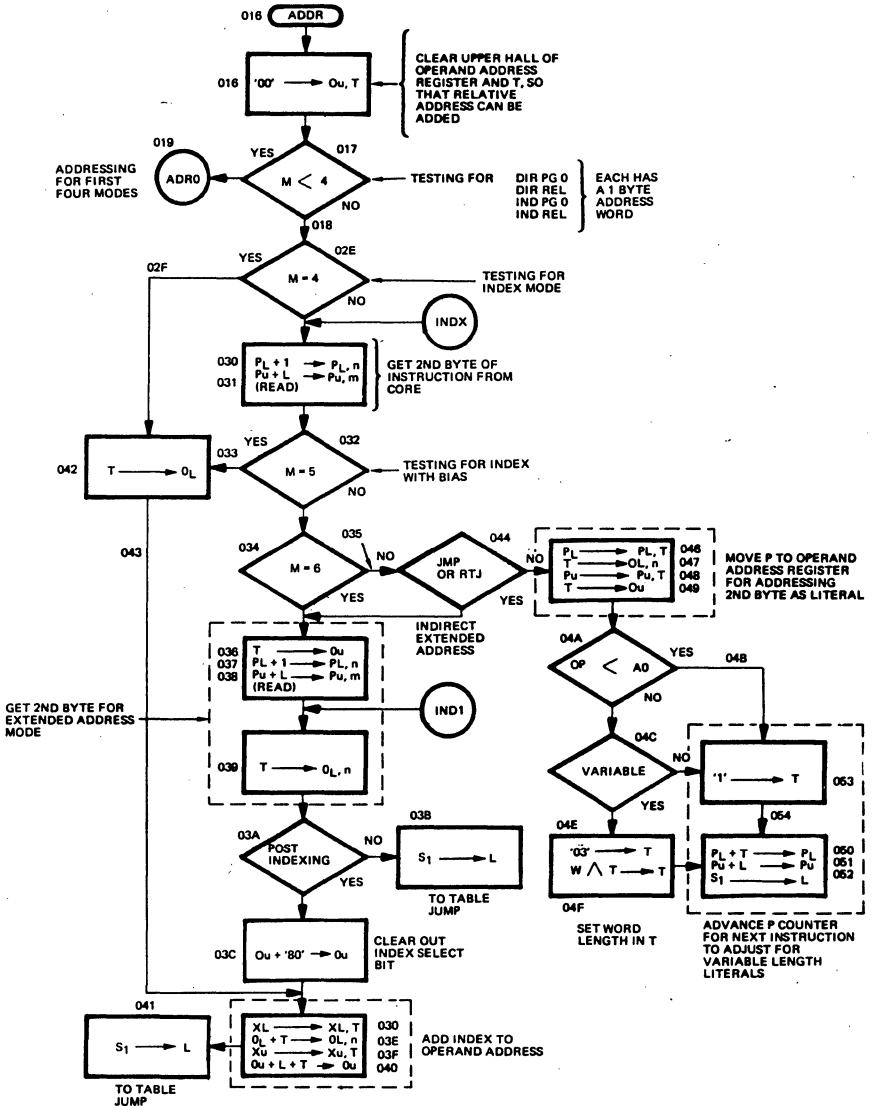 016 ADDR
016 '00' → Ou, T
CLEAR UPPER HALL OF
OPERAND ADDRESS
REGISTER AND T, SO
THAT RELATIVE
ADDRESS CAN BE
ADDED
019
ADR0
ADDRESSING
FOR FIRST
FOUR MODES
YES
017
M < 4
NO
TESTING FOR
DIR PG 0
DIR REL
IND PG 0
IND REL
EACH HAS
A 1 BYTE
ADDRESS
WORD
018
02E
YES
02F
M = 4
NO
TESTING FOR
INDEX MODE
INDX
030 PL + 1 → PL, n
031 Pu + L → Pu, m
(READ)
GET 2ND BYTE OF
INSTRUCTION FROM
CORE
032
YES
033
M = 5
NO
TESTING FOR INDEX
WITH BIAS
042 T → 0L
043
034
M = 6
035
NO
YES
044
JMP
OR RTJ
NO
YES
INDIRECT
EXTENDED
ADDRESS
PL → PL, T 046
T → OL, n 047
Pu → Pu, T 048
T → Ou 049
MOVE P TO OPERAND
ADDRESS REGISTER
FOR ADDRESSING
2ND BYTE AS LITERAL
036 T → 0u
037 PL + 1 → PL, n
038 Pu + L → Pu, m
(READ)
GET 2ND BYTE FOR
EXTENDED ADDRESS
MODE
IND1
039 T → 0L, n
04A
OP < A0
YES
04B
NO
04C
VARIABLE
NO
YES
'1' → T
053
054
04E
'03' → T
W ∧ T → T
04F
SET WORD
LENGTH IN T
PL + T → PL 050
Pu + L → Pu 051
S1 → L 052
ADVANCE P COUNTER
FOR NEXT INSTRUCTION
TO ADJUST FOR
VARIABLE LENGTH
LITERALS
03A
POST
INDEXING
NO
YES
03B
S1 → L
TO TABLE
JUMP
03C Ou + '80' → 0u
CLEAR OUT
INDEX SELECT
BIT
041
S1 → L
TO TABLE
JUMP
XL → XL, T 030
0L + T → 0L, n 03E
Xu → Xu, T 03F
0u + L + T → 0u 040
ADD INDEX TO
OPERAND ADDRESS